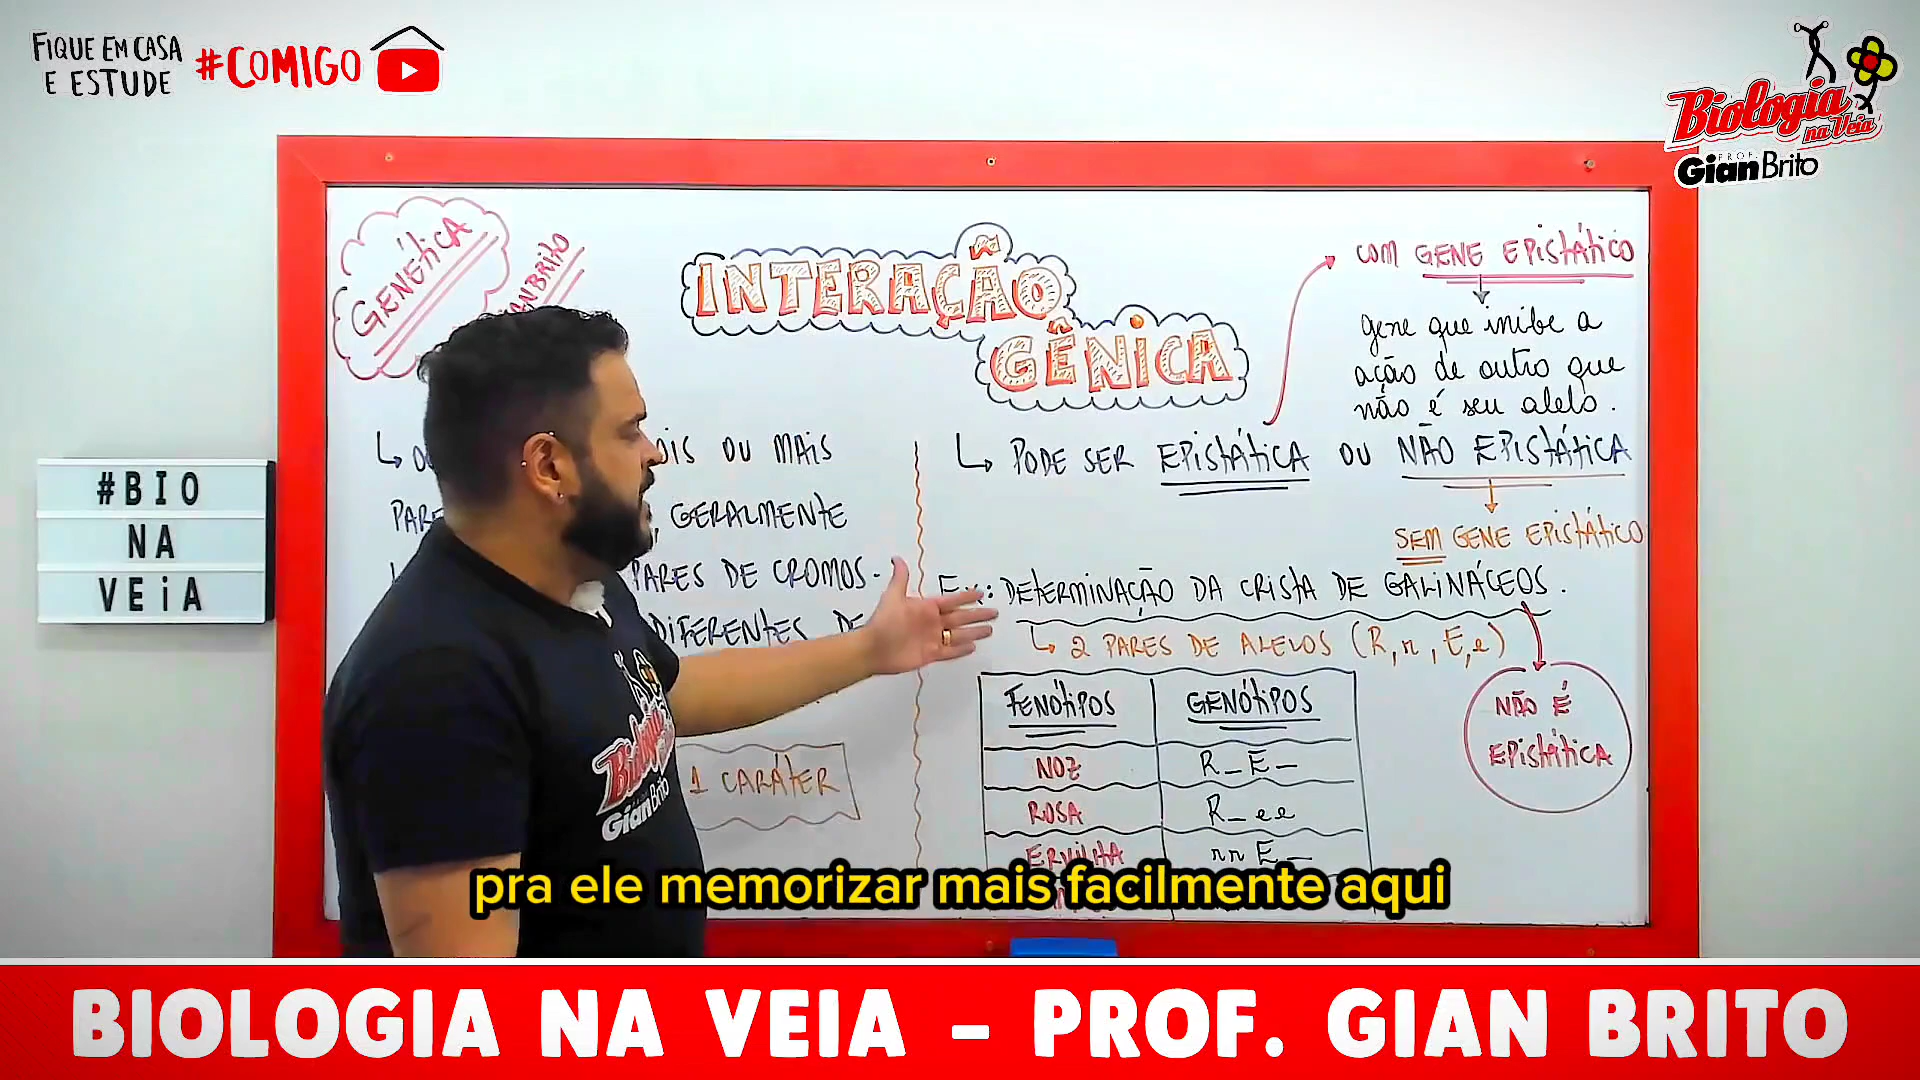 FIQUE EM CASA
E ESTUDE
#COMIGO
Biologia
na Veia
PROF.
Gian Brito
GENÉTICA
INTERAÇÃO
GÊNICA
COM GENE EPISTÁTICO
gene que inibe a
ação de outro que
não é seu alelo.
OU MAIS
GERALMENTE
PARES DE CROMOS-
DIFERENTES DE
1 CARÁTER
PODE SER EPISTÁTICA OU NÃO EPISTÁTICA
SEM GENE EPISTÁTICO
Ex: DETERMINAÇÃO DA CRISTA DE GALINÁCEOS.
2 PARES DE ALELOS (R, r, E, e)
NÃO É
EPISTÁTICA
FENÓTIPOS GENÓTIPOS
NOZ R_E_
ROSA R_ee
ERVILHA rrE_
#BIO
NA
VEiA
Biologia
Gian Brito
pra ele memorizar mais facilmente aqui
BIOLOGIA NA VEIA - PROF. GIAN BRITO